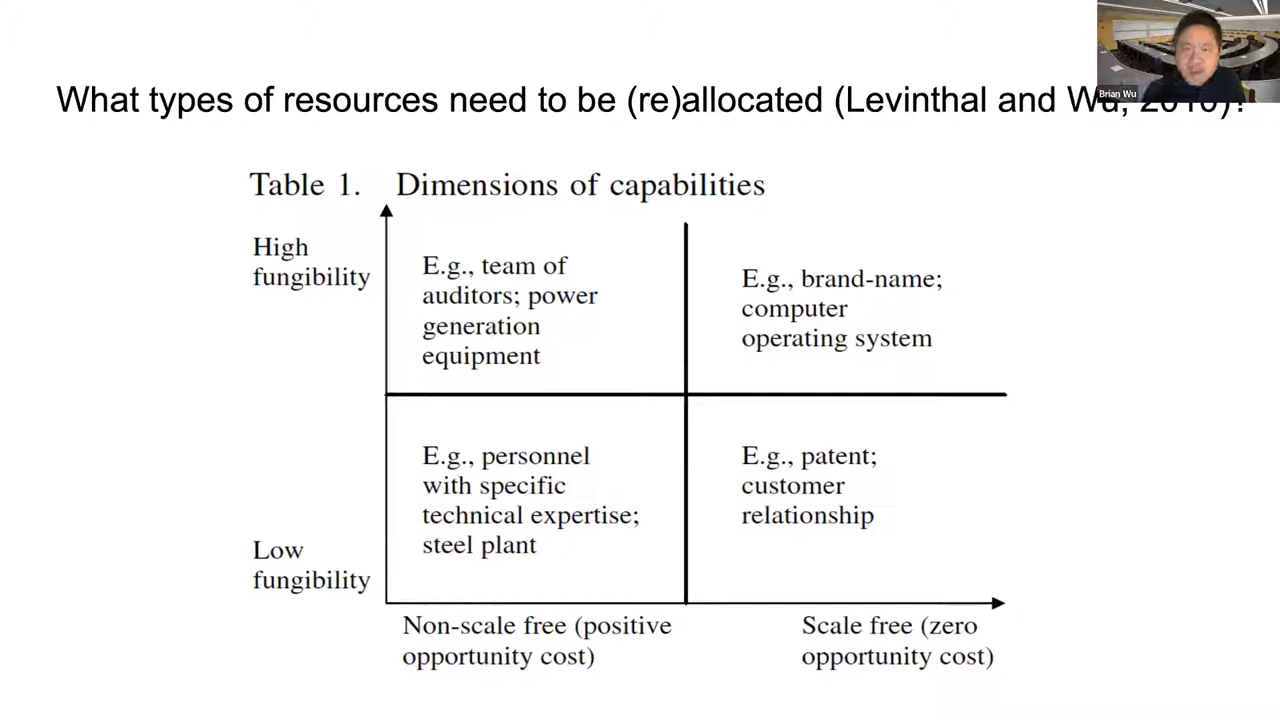 What types of resources need to be (re)allocated (Levinthal and
Brian Wu
Table 1. Dimensions of capabilities
High
fungibility
E.g., team of
auditors; power
generation
equipment
E.g., brand-name;
computer
operating system
E.g., personnel
with specific
technical expertise;
steel plant
E.g., patent;
customer
relationship
Low
fungibility
Non-scale free (positive
opportunity cost)
Scale free (zero
opportunity cost)